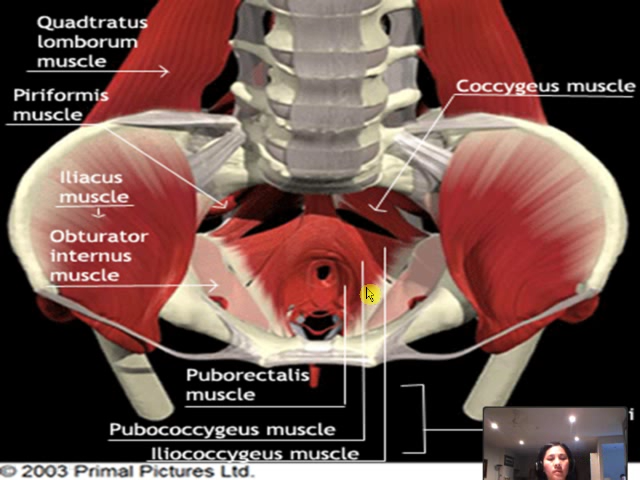 Quadratus
lomborum
muscle
Piriformis
muscle
Coccygeus muscle
Iliacus
muscle
Obturator
internus
muscle
Puborectalis
muscle
Pubococcygeus muscle
Iliococcygeus muscle
© 2003 Primal Pictures Ltd.